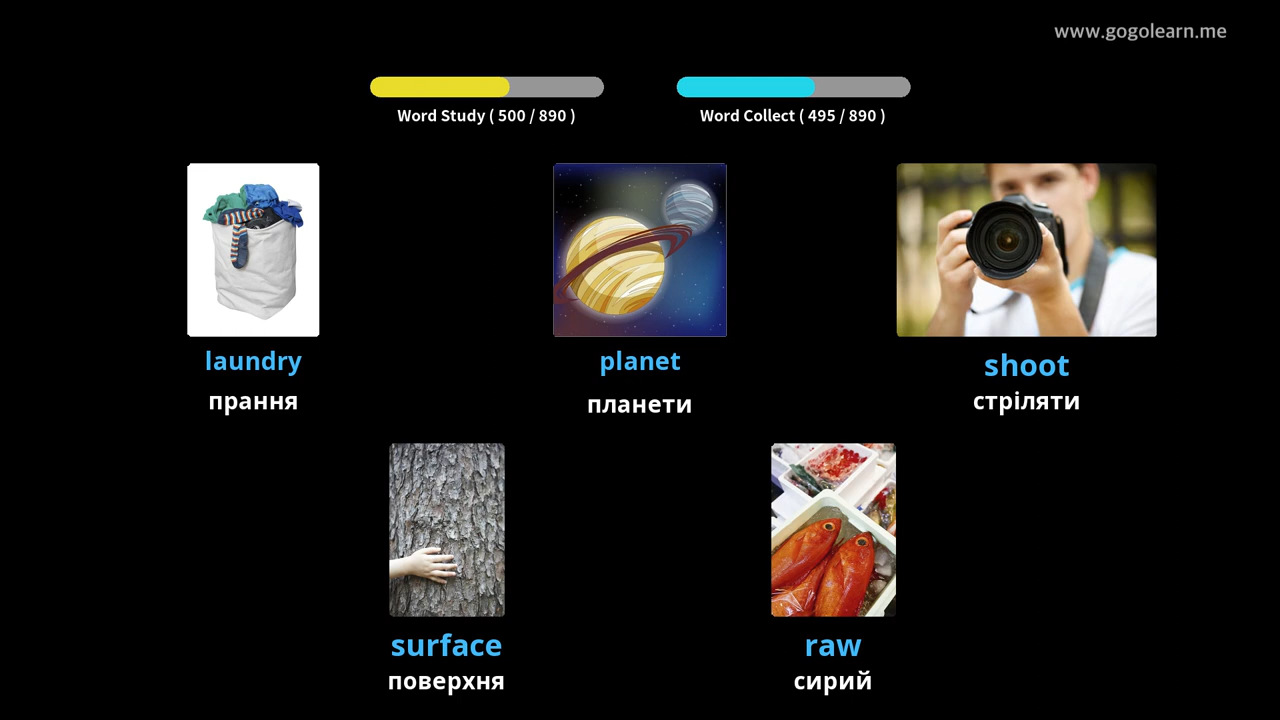 www.gogolearn.me
Word Study ( 500 / 890 )
Word Collect ( 495 / 890 )
laundry
прання
planet
планети
shoot
стріляти
surface
поверхня
raw
сирий